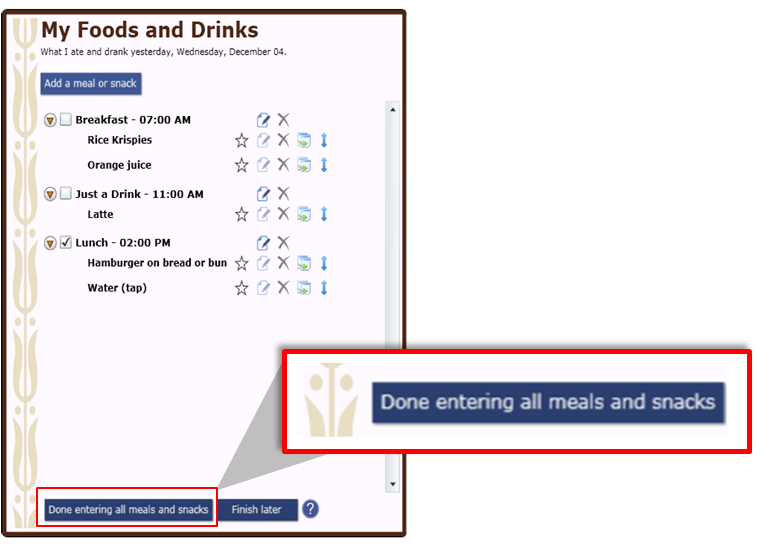 My Foods and Drinks
What I ate and drank yesterday, Wednesday, December 04.
Add a meal or snack
Breakfast - 07:00 AM
Rice Krispies
Orange juice
Just a Drink - 11:00 AM
Latte
Lunch - 02:00 PM
Hamburger on bread or bun
Water (tap)
Done entering all meals and snacks
Done entering all meals and snacks
Finish later
?